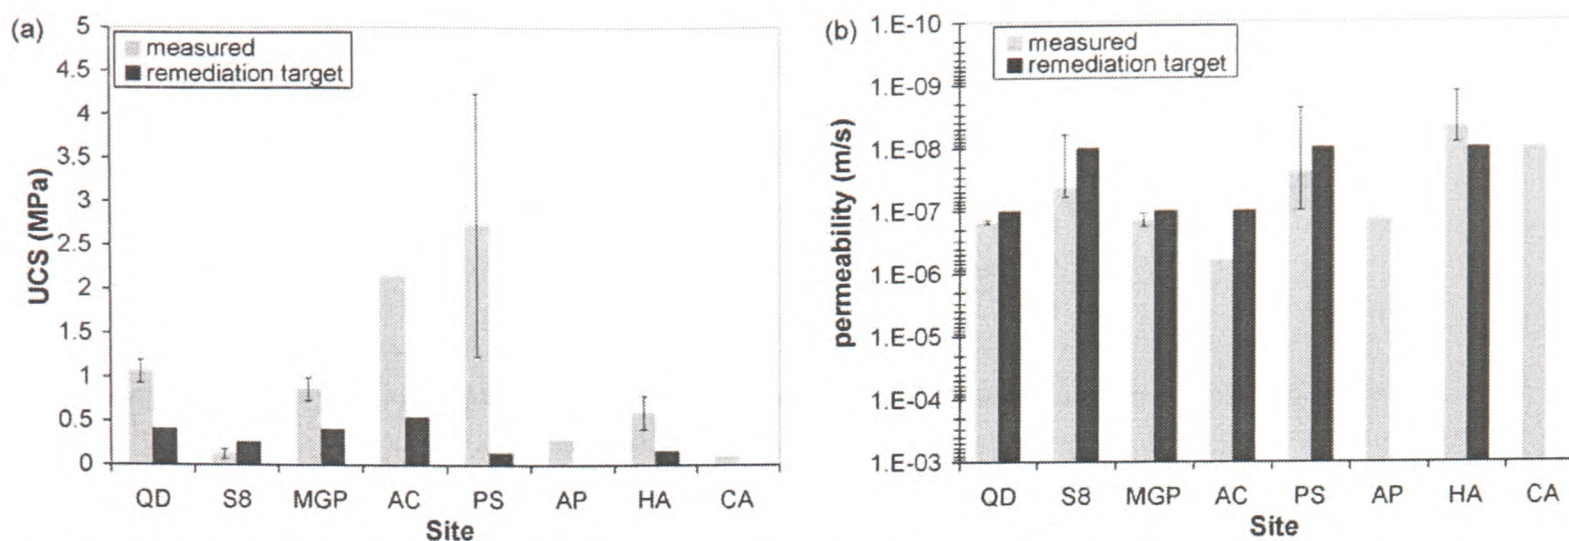 (a)
5
4.5
4
3.5
3
2.5
2
1.5
1
0.5
0
UCS (MPa)
measured
remediation target
QD S8 MGP AC PS AP HA CA
Site
(b)
1.E-10
1.E-09
1.E-08
1.E-07
1.E-06
1.E-05
1.E-04
1.E-03
permeability (m/s)
measured
remediation target
QD S8 MGP AC PS AP HA CA
Site